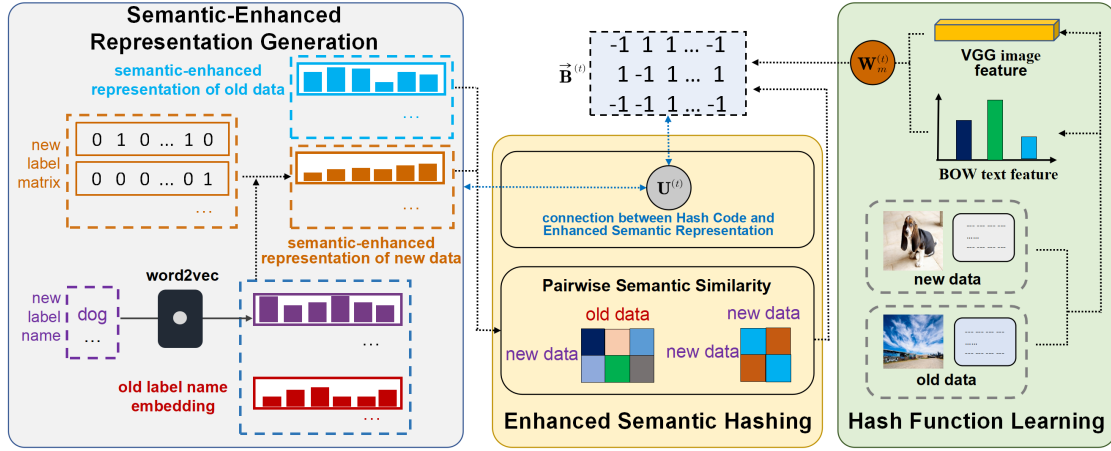 Semantic-Enhanced
Representation Generation
semantic-enhanced
representation of old data
...
new
label
matrix
0 1 0 ... 1 0
0 0 0 ... 0 1
...
...
semantic-enhanced
representation of new data
word2vec
new
label
name
dog
...
...
old label name
embedding
...
B⃗⁽ᵗ⁾
-1 1 1 ... -1
1 -1 1 ... 1
-1 -1 1 ... -1
U⁽ᵗ⁾
connection between Hash Code and
Enhanced Semantic Representation
Pairwise Semantic Similarity
old data
new data
new data
new data
Enhanced Semantic Hashing
W_m⁽ᵗ⁾
VGG image
feature
BOW text feature
new data
old data
Hash Function Learning